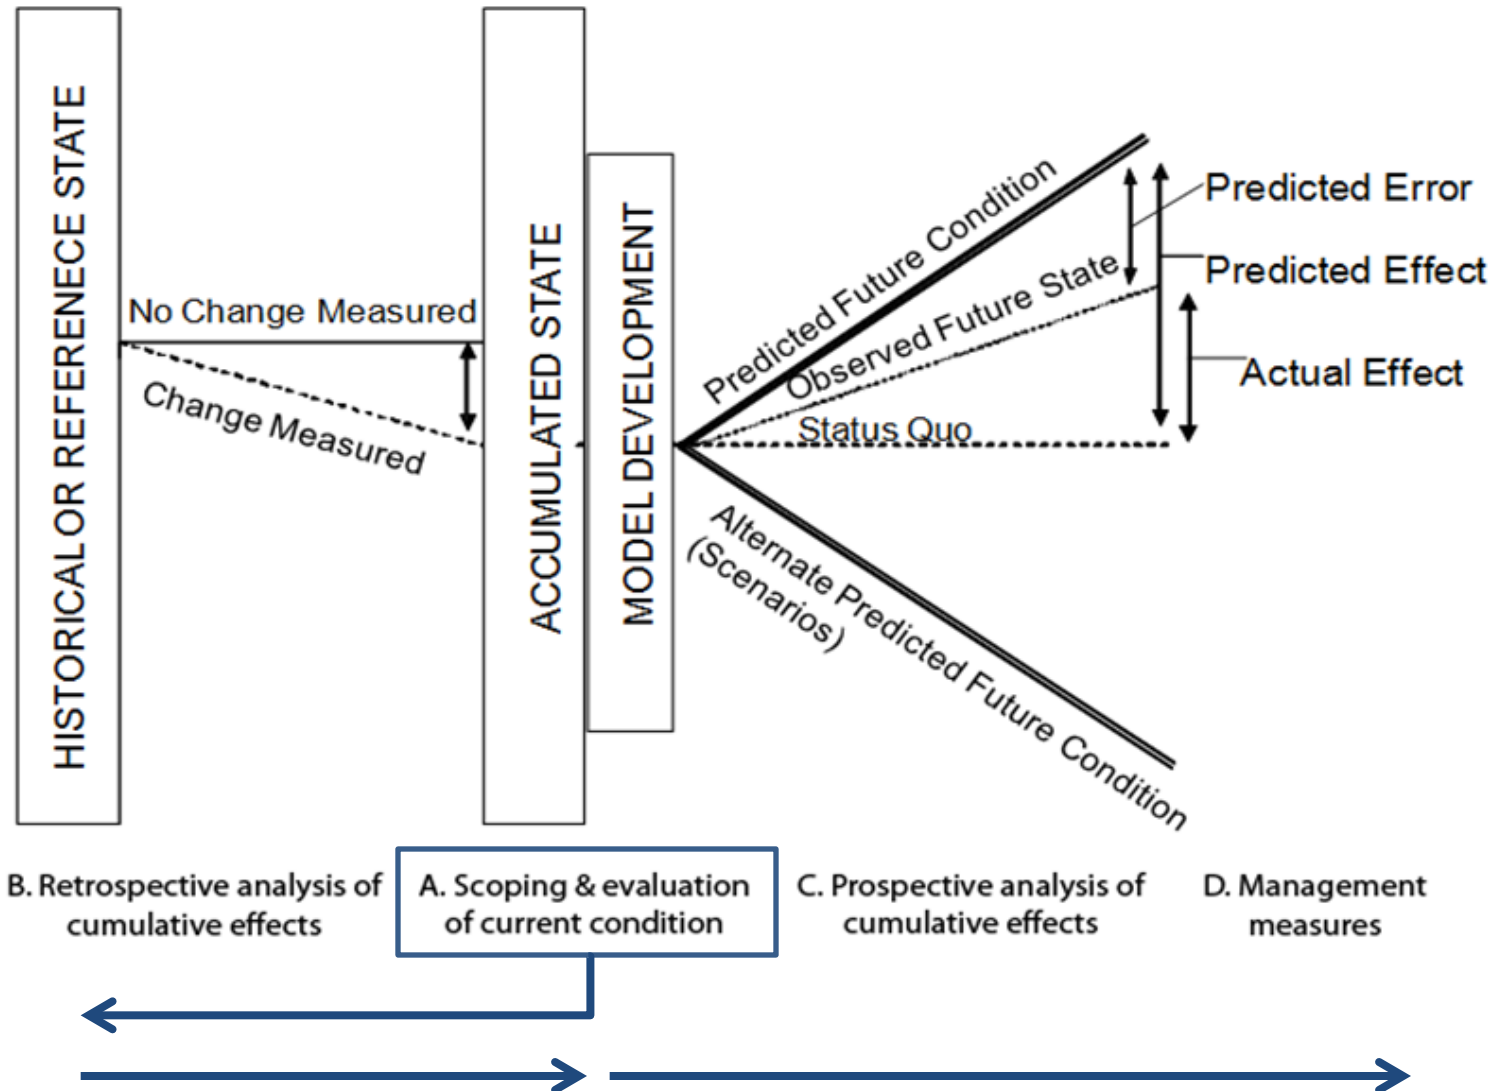 HISTORICAL OR REFERENECE STATE
No Change Measured
Change Measured
ACCUMULATED STATE
MODEL DEVELOPMENT
Predicted Future Condition
Observed Future State
Status Quo
Alternate Predicted Future Condition
(Scenarios)
Predicted Error
Predicted Effect
Actual Effect
B. Retrospective analysis of
cumulative effects
A. Scoping & evaluation
of current condition
C. Prospective analysis of
cumulative effects
D. Management
measures